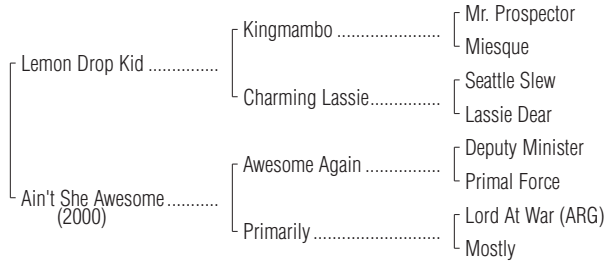 Mr. Prospector
Kingmambo ..................
Miesque
Lemon Drop Kid ..............
Seattle Slew
Charming Lassie..............
Lassie Dear
Deputy Minister
Awesome Again .............
Primal Force
Ain't She Awesome ..........
(2000)
Lord At War (ARG)
Primarily .......................
Mostly